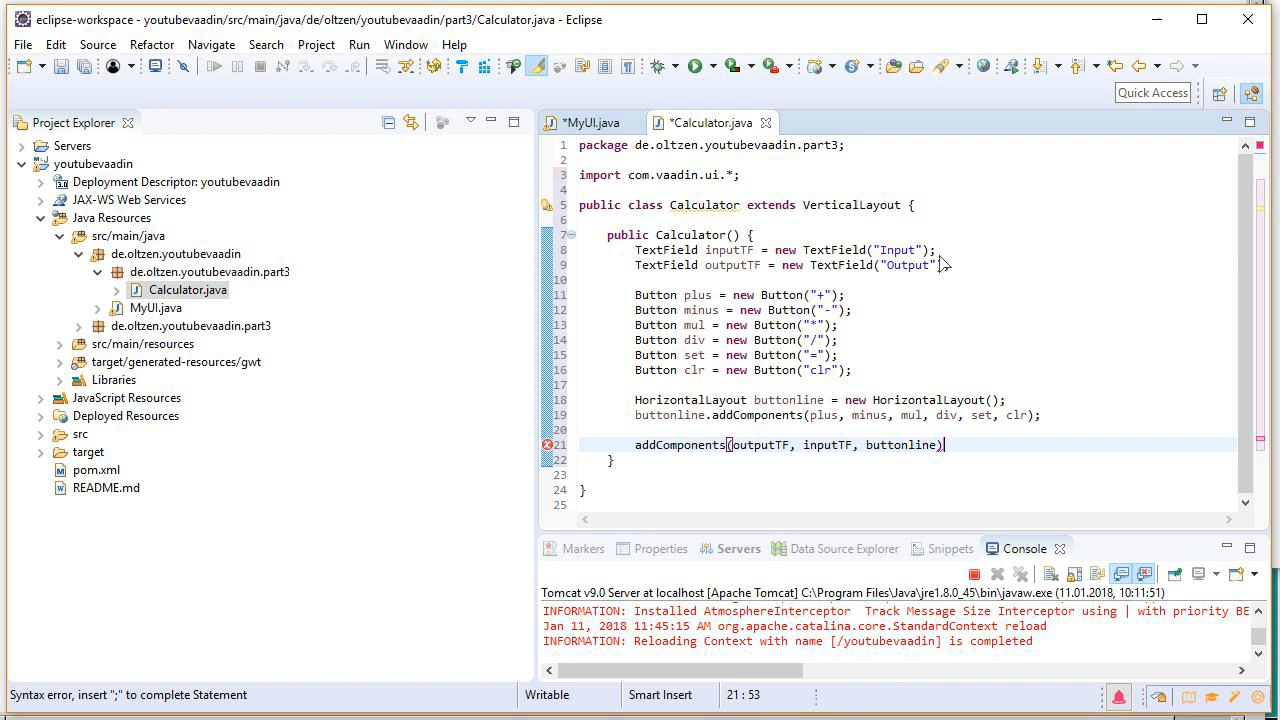 eclipse-workspace - youtubevaadin/src/main/java/de/oltzen/youtubevaadin/part3/Calculator.java - Eclipse
File Edit Source Refactor Navigate Search Project Run Window Help
Quick Access
Project Explorer
*MyUI.java
*Calculator.java
Servers
youtubevaadin
Deployment Descriptor: youtubevaadin
JAX-WS Web Services
Java Resources
src/main/java
de.oltzen.youtubevaadin
de.oltzen.youtubevaadin.part3
Calculator.java
MyUI.java
de.oltzen.youtubevaadin.part3
src/main/resources
target/generated-resources/gwt
Libraries
JavaScript Resources
Deployed Resources
src
target
pom.xml
README.md
1 package de.oltzen.youtubevaadin.part3;
2
3 import com.vaadin.ui.*;
4
5 public class Calculator extends VerticalLayout {
6
7 public Calculator() {
8 TextField inputTF = new TextField("Input");
9 TextField outputTF = new TextField("Output");
10
11 Button plus = new Button("+");
12 Button minus = new Button("-");
13 Button mul = new Button("*");
14 Button div = new Button("/");
15 Button set = new Button("=");
16 Button clr = new Button("clr");
17
18 HorizontalLayout buttonline = new HorizontalLayout();
19 buttonline.addComponents(plus, minus, mul, div, set, clr);
20
21 addComponents(outputTF, inputTF, buttonline)
22 }
23
24 }
25
Markers Properties Servers Data Source Explorer Snippets Console
Tomcat v9.0 Server at localhost [Apache Tomcat] C:\Program Files\Java\jre1.8.0_45\bin\javaw.exe (11.01.2018, 10:11:51)
INFORMATION: Installed AtmosphereInterceptor Track Message Size Interceptor using | with priority BE
Jan 11, 2018 11:45:15 AM org.apache.catalina.core.StandardContext reload
INFORMATION: Reloading Context with name [/youtubevaadin] is completed
Syntax error, insert ";" to complete Statement
Writable
Smart Insert
21 : 53